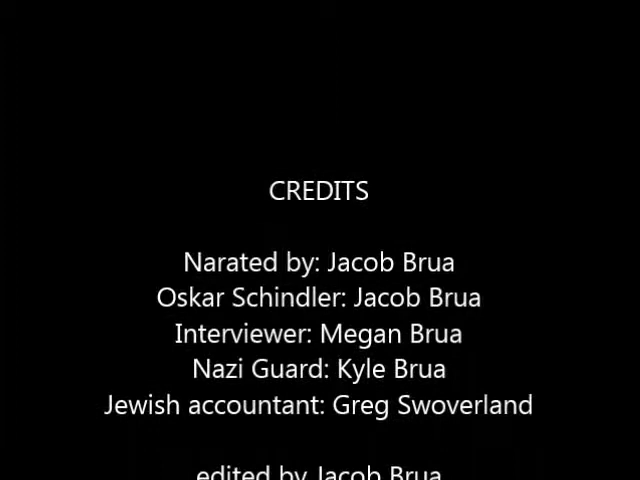 CREDITS
Narated by: Jacob Brua
Oskar Schindler: Jacob Brua
Interviewer: Megan Brua
Nazi Guard: Kyle Brua
Jewish accountant: Greg Swoverland
edited by Jacob Brua